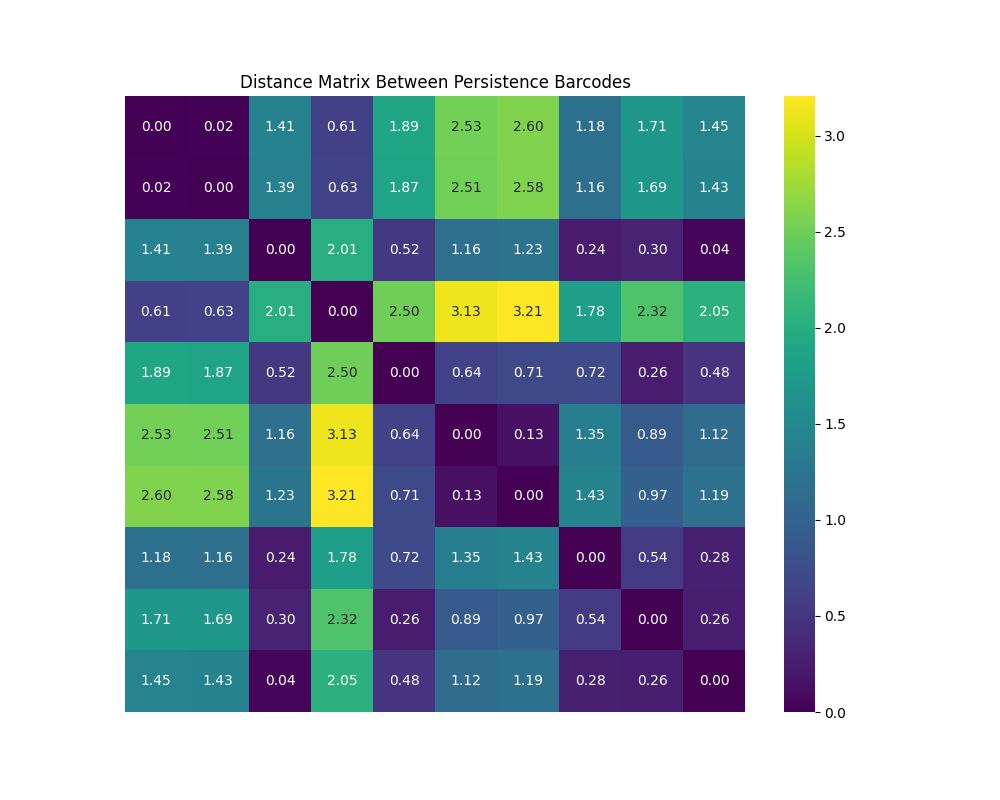 Distance Matrix Between Persistence Barcodes
0.00 0.02 1.41 0.61 1.89 2.53 2.60 1.18 1.71 1.45
0.02 0.00 1.39 0.63 1.87 2.51 2.58 1.16 1.69 1.43
1.41 1.39 0.00 2.01 0.52 1.16 1.23 0.24 0.30 0.04
0.61 0.63 2.01 0.00 2.50 3.13 3.21 1.78 2.32 2.05
1.89 1.87 0.52 2.50 0.00 0.64 0.71 0.72 0.26 0.48
2.53 2.51 1.16 3.13 0.64 0.00 0.13 1.35 0.89 1.12
2.60 2.58 1.23 3.21 0.71 0.13 0.00 1.43 0.97 1.19
1.18 1.16 0.24 1.78 0.72 1.35 1.43 0.00 0.54 0.28
1.71 1.69 0.30 2.32 0.26 0.89 0.97 0.54 0.00 0.26
1.45 1.43 0.04 2.05 0.48 1.12 1.19 0.28 0.26 0.00
3.0
2.5
2.0
1.5
1.0
0.5
0.0